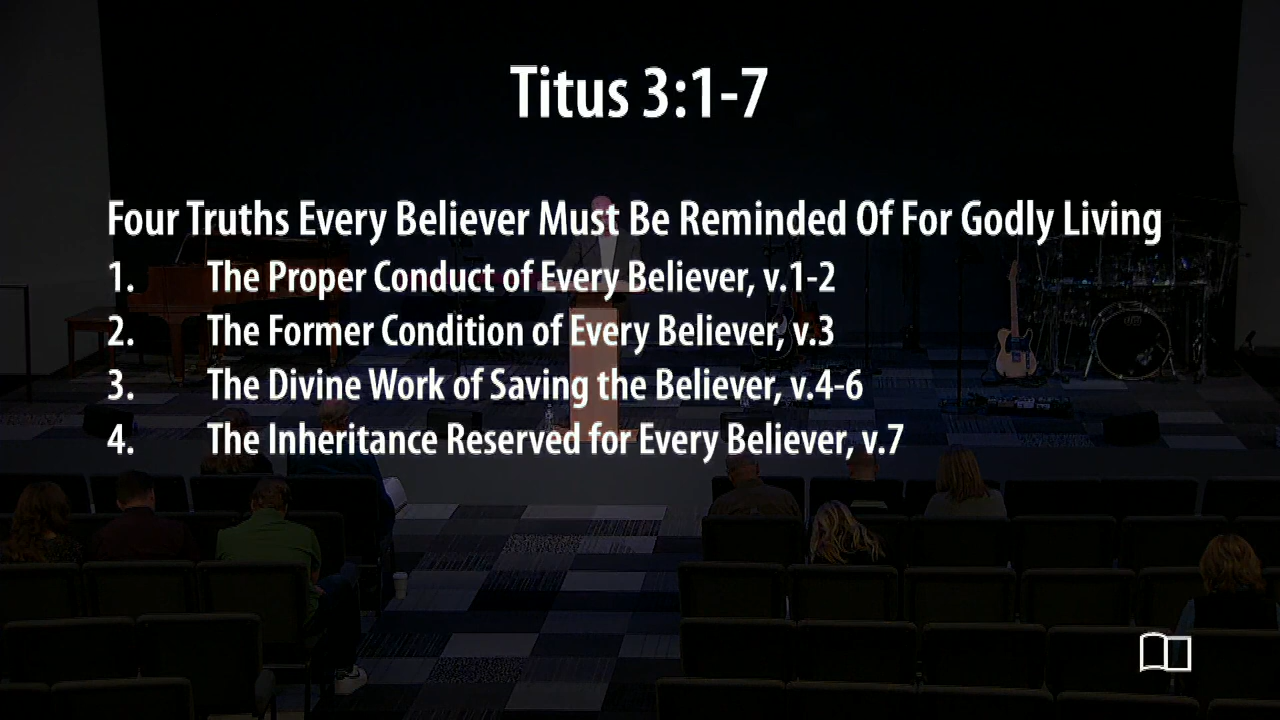 Titus 3:1-7
Four Truths Every Believer Must Be Reminded Of For Godly Living
1. The Proper Conduct of Every Believer, v.1-2
2. The Former Condition of Every Believer, v.3
3. The Divine Work of Saving the Believer, v.4-6
4. The Inheritance Reserved for Every Believer, v.7